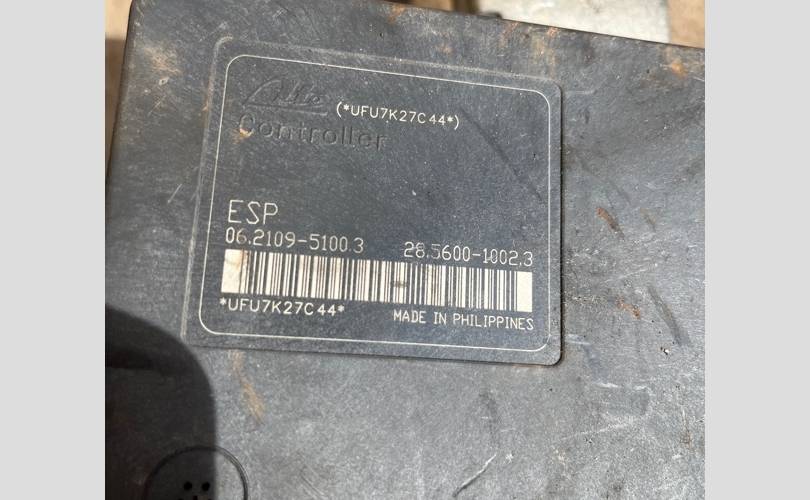 Ate
(*UFU7K27C44*)
Controller
ESP
06.2109-5100.3 28.5600-1002.3
*UFU7K27C44*
MADE IN PHILIPPINES